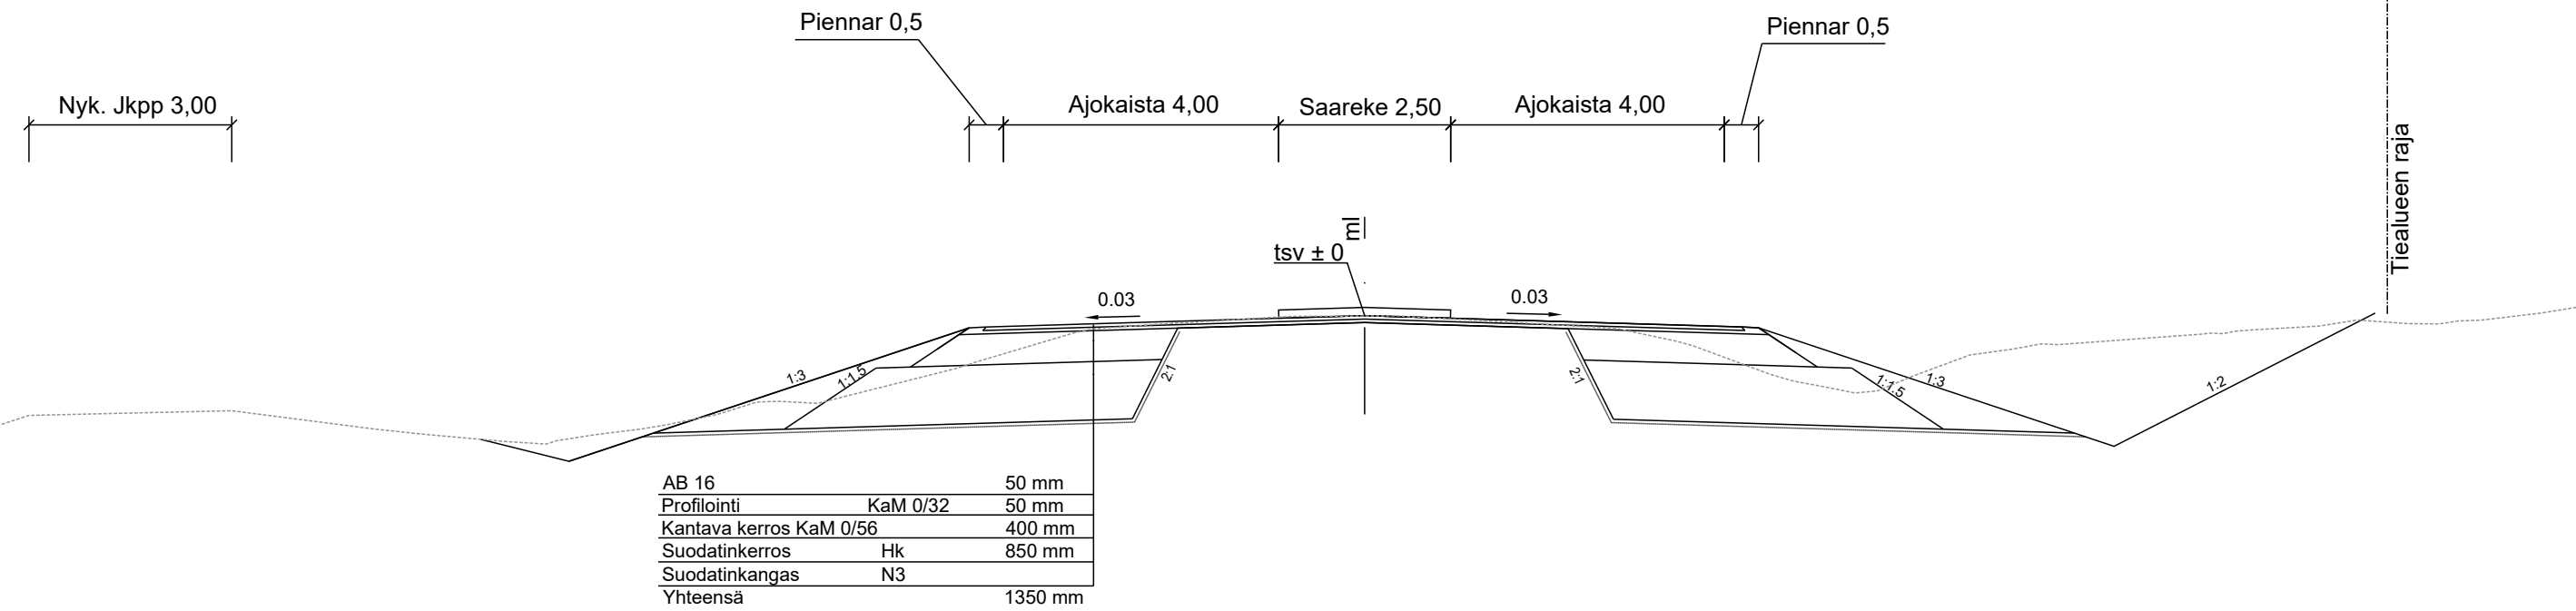 Piennar 0,5
Piennar 0,5
Nyk. Jkpp 3,00
Ajokaista 4,00
Saareke 2,50
Ajokaista 4,00
Tiealueen raja
ml
tsv ± 0
0.03
0.03
1:3
1:1.5
2:1
2:1
1:1.5
1:3
1:2
AB 16 50 mm
Profilointi KaM 0/32 50 mm
Kantava kerros KaM 0/56 400 mm
Suodatinkerros Hk 850 mm
Suodatinkangas N3
Yhteensä 1350 mm